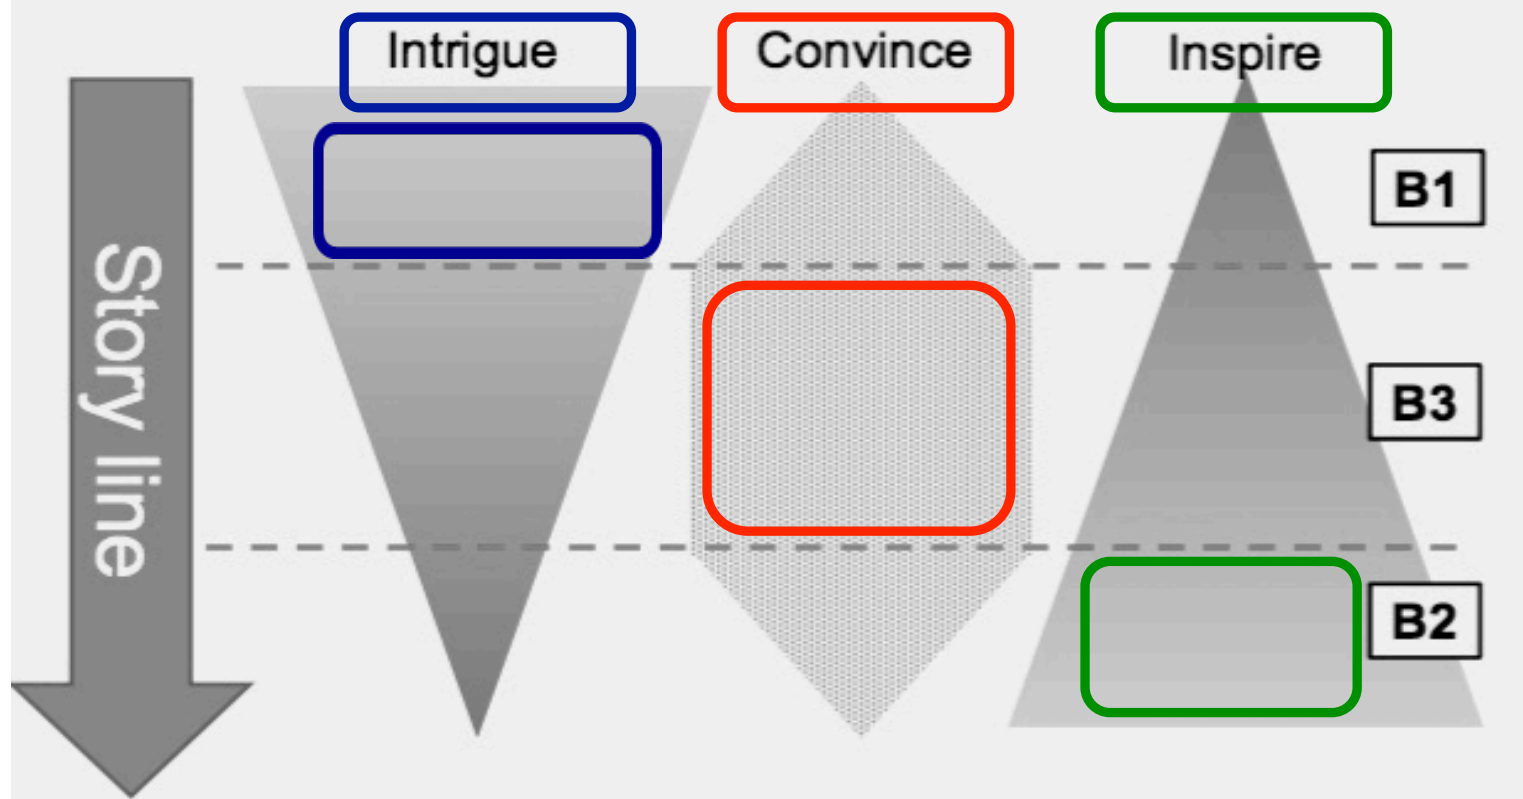 Intrigue
Convince
Inspire
Story line
B1
B3
B2